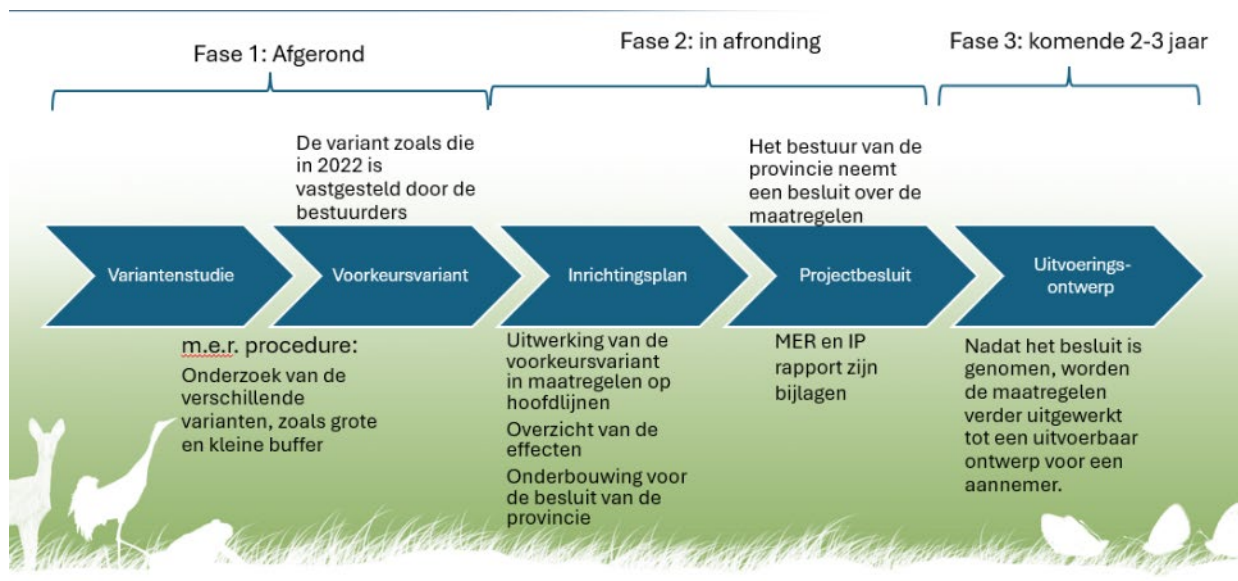 Fase 1: Afgerond
Fase 2: in afronding
Fase 3: komende 2-3 jaar
De variant zoals die
in 2022 is
vastgesteld door de
bestuurders
Het bestuur van de
provincie neemt
een besluit over de
maatregelen
Variantenstudie
Voorkeursvariant
Inrichtingsplan
Projectbesluit
Uitvoerings-
ontwerp
m.e.r. procedure:
Onderzoek van de
verschillende
varianten, zoals grote
en kleine buffer
Uitwerking van de
voorkeursvariant
in maatregelen op
hoofdlijnen
Overzicht van de
effecten
Onderbouwing voor
de besluit van de
provincie
MER en IP
rapport zijn
bijlagen
Nadat het besluit is
genomen, worden
de maatregelen
verder uitgewerkt
tot een uitvoerbaar
ontwerp voor een
aannemer.